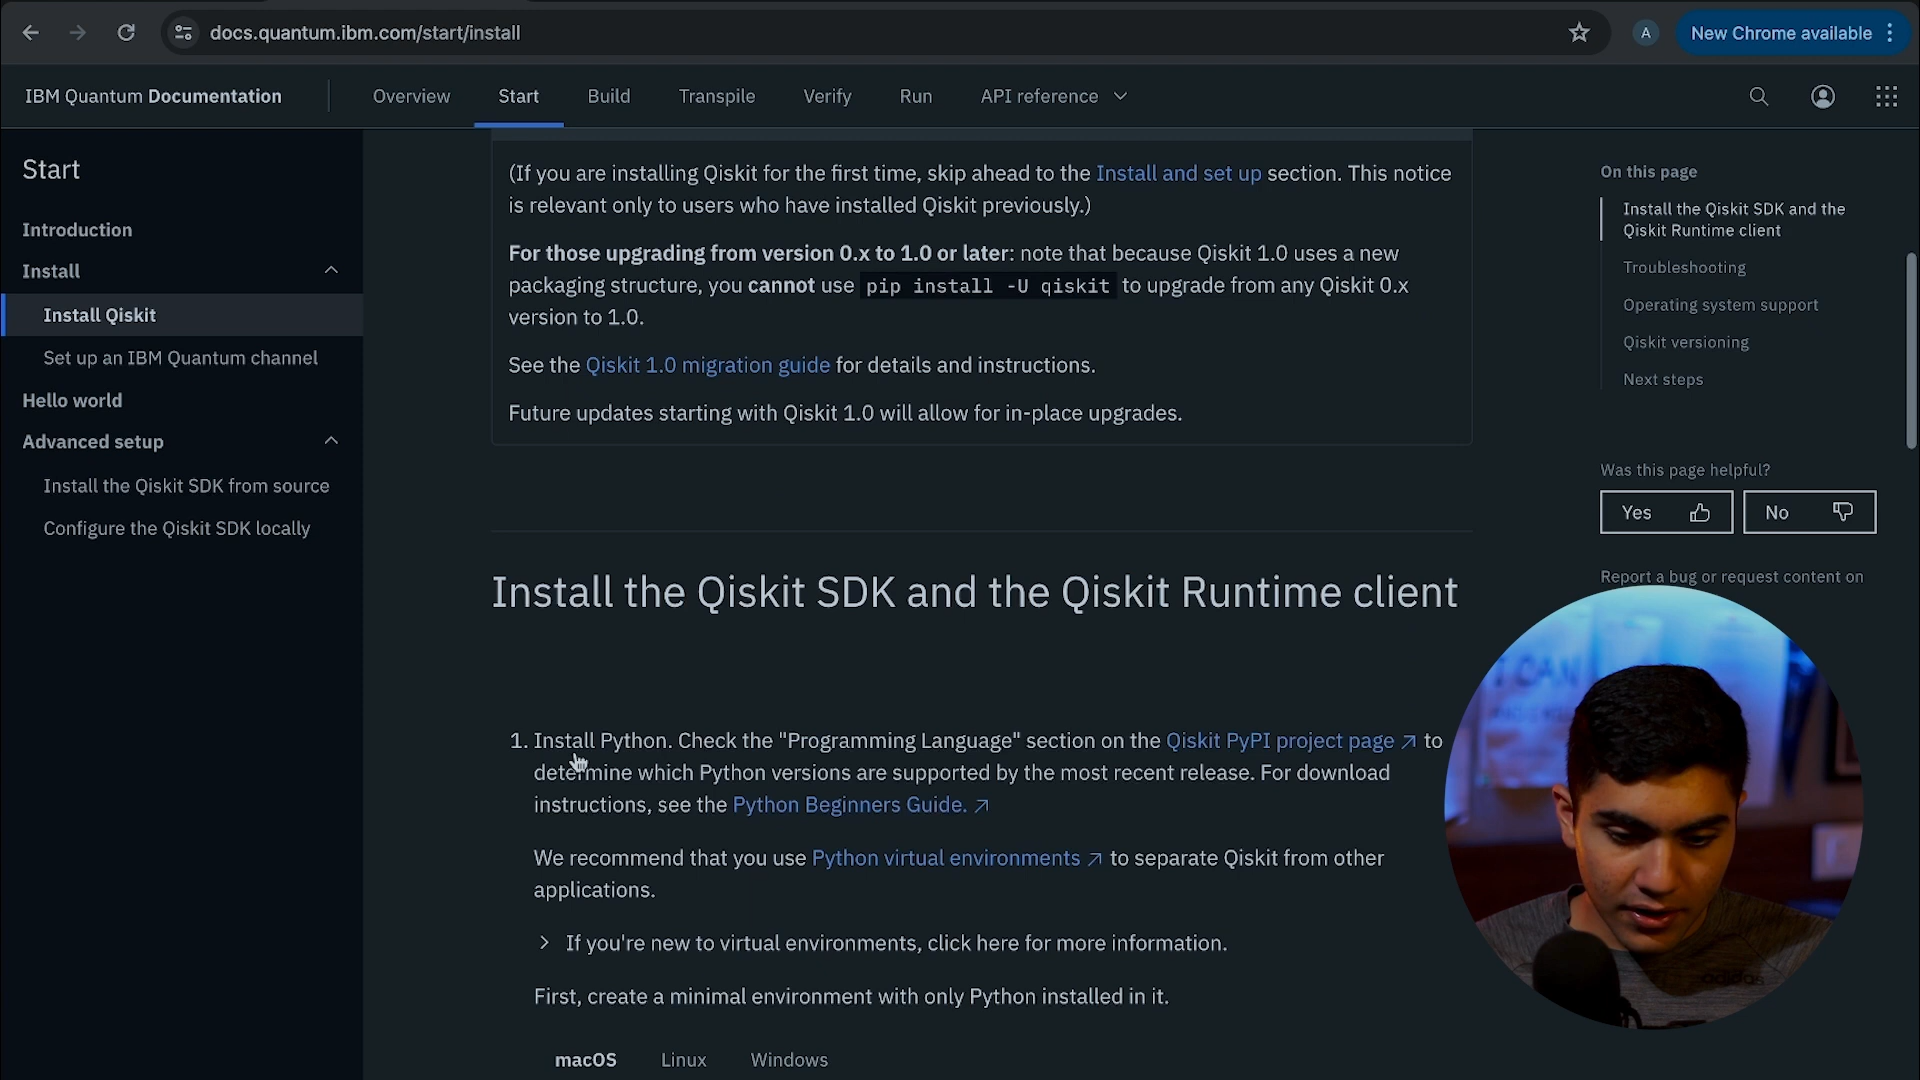 docs.quantum.ibm.com/start/install
A
New Chrome available
IBM Quantum Documentation
Overview
Start
Build
Transpile
Verify
Run
API reference
Start
Introduction
Install
Install Qiskit
Set up an IBM Quantum channel
Hello world
Advanced setup
Install the Qiskit SDK from source
Configure the Qiskit SDK locally
(If you are installing Qiskit for the first time, skip ahead to the Install and set up section. This notice
is relevant only to users who have installed Qiskit previously.)
For those upgrading from version 0.x to 1.0 or later: note that because Qiskit 1.0 uses a new
packaging structure, you cannot use pip install -U qiskit to upgrade from any Qiskit 0.x
version to 1.0.
See the Qiskit 1.0 migration guide for details and instructions.
Future updates starting with Qiskit 1.0 will allow for in-place upgrades.
Install the Qiskit SDK and the Qiskit Runtime client
1. Install Python. Check the "Programming Language" section on the Qiskit PyPI project page ↗ to
determine which Python versions are supported by the most recent release. For download
instructions, see the Python Beginners Guide. ↗
We recommend that you use Python virtual environments ↗ to separate Qiskit from other
applications.
If you're new to virtual environments, click here for more information.
First, create a minimal environment with only Python installed in it.
macOS
Linux
Windows
On this page
Install the Qiskit SDK and the
Qiskit Runtime client
Troubleshooting
Operating system support
Qiskit versioning
Next steps
Was this page helpful?
Yes
No
Report a bug or request content on
I CAN
adidas